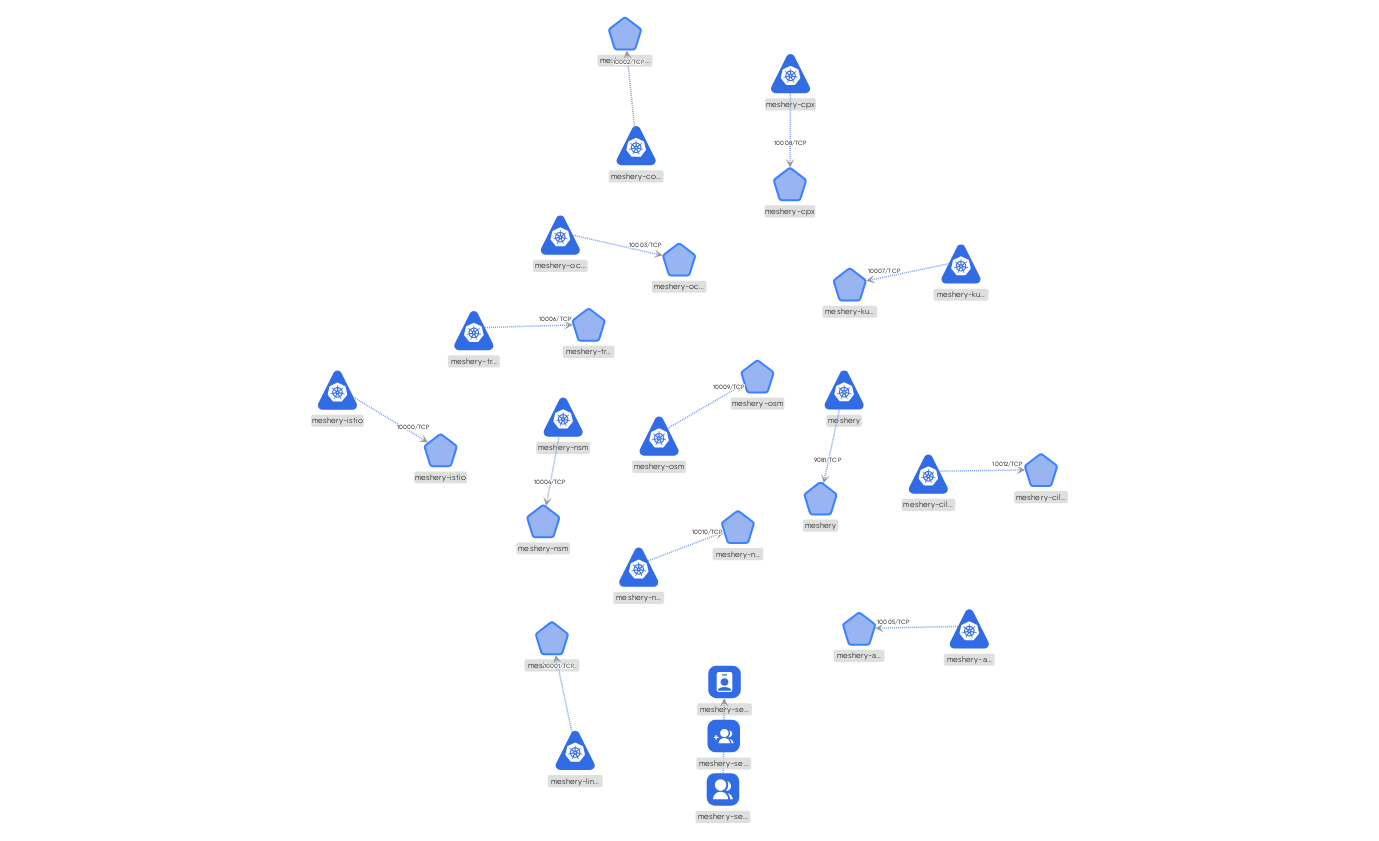 10002/TCP...
meshery-cpx
10008/TCP
meshery-co...
meshery-cpx
10003/TCP
meshery-oc...
meshery-oc...
10007/TCP
meshery-ku...
meshery-ku...
10006/TCP
meshery-tr...
meshery-tr...
10009/TCP
meshery-osm
meshery-istio
meshery
10000/TCP
meshery-nsm
meshery-osm
9081/TCP
10012/TCP
meshery-istio
10004/TCP
meshery-cil...
meshery-cil...
meshery
10010/TCP
meshery-nsm
meshery-n...
meshery-n...
10005/TCP
meshery-a...
meshery-a...
10001/TCP...
meshery-se...
meshery-se...
meshery-lin...
meshery-se...